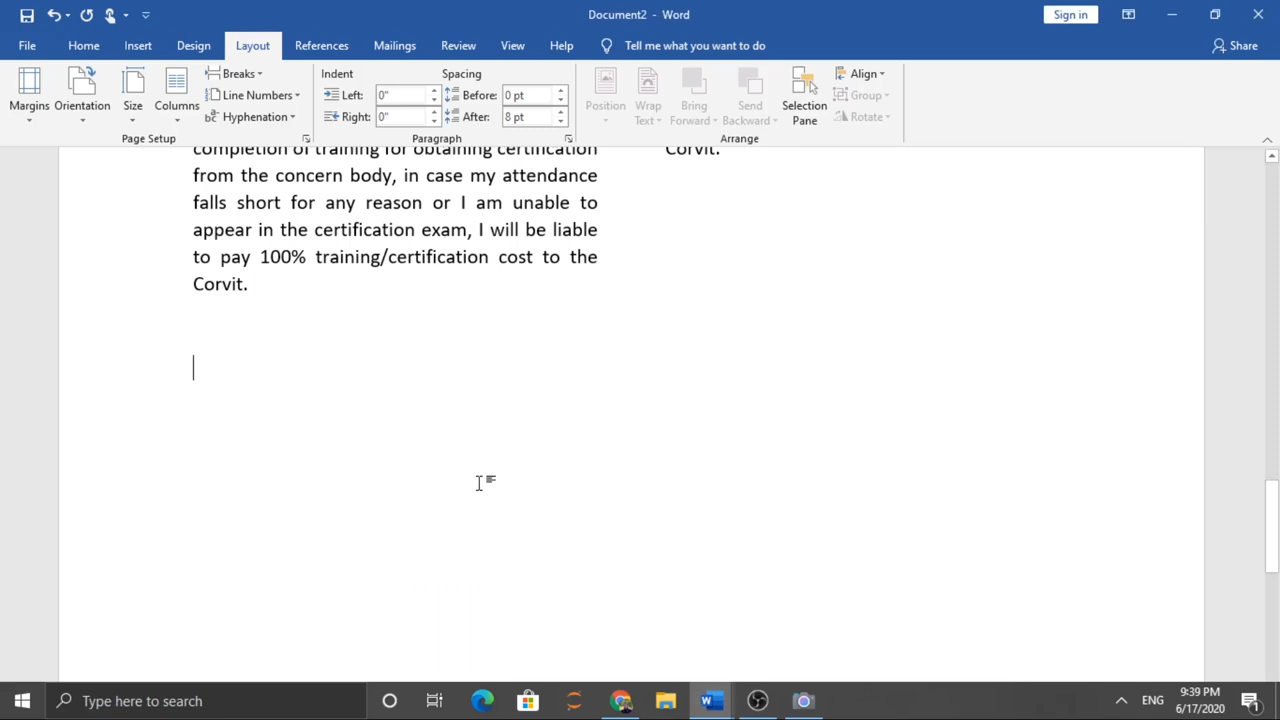 Document2 - Word
Sign in
File Home Insert Design Layout References Mailings Review View Help Tell me what you want to do Share
Margins Orientation Size Columns
Breaks
Line Numbers
Hyphenation
Page Setup
Indent
Left: 0"
Right: 0"
Spacing
Before: 0 pt
After: 8 pt
Paragraph
Position Wrap Text Bring Forward Send Backward Selection Pane
Align
Group
Rotate
Arrange
completion of training for obtaining certification
from the concern body, in case my attendance
falls short for any reason or I am unable to
appear in the certification exam, I will be liable
to pay 100% training/certification cost to the
Corvit.
Corvit.
Type here to search
ENG
9:39 PM
6/17/2020
1